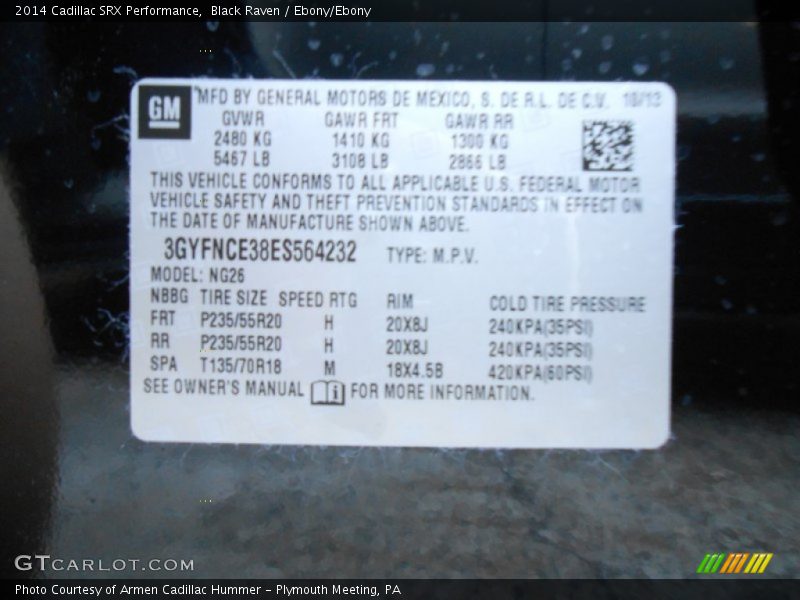 2014 Cadillac SRX Performance, Black Raven / Ebony/Ebony
GM
MFD BY GENERAL MOTORS DE MEXICO, S. DE R.L. DE C.V. 10/13
GVWR GAWR FRT GAWR RR
2480 KG 1410 KG 1300 KG
5467 LB 3108 LB 2866 LB
THIS VEHICLE CONFORMS TO ALL APPLICABLE U.S. FEDERAL MOTOR
VEHICLE SAFETY AND THEFT PREVENTION STANDARDS IN EFFECT ON
THE DATE OF MANUFACTURE SHOWN ABOVE.
3GYFNCE38ES564232 TYPE: M.P.V.
MODEL: NG26
NBBG TIRE SIZE SPEED RTG RIM COLD TIRE PRESSURE
FRT P235/55R20 H 20X8J 240KPA(35PSI)
RR P235/55R20 H 20X8J 240KPA(35PSI)
SPA T135/70R18 M 18X4.5B 420KPA(60PSI)
SEE OWNER'S MANUAL i FOR MORE INFORMATION.
GTCARLOT.COM
Photo Courtesy of Armen Cadillac Hummer – Plymouth Meeting, PA